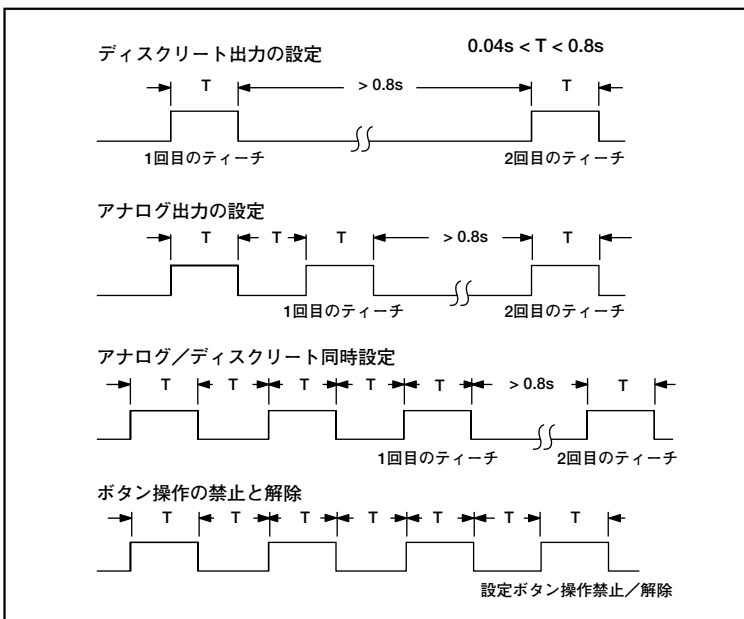 ディスクリート出力の設定
0.04s < T < 0.8s
T > 0.8s T
1回目のティーチ 2回目のティーチ
アナログ出力の設定
T T T > 0.8s T
1回目のティーチ 2回目のティーチ
アナログ／ディスクリート同時設定
T T T T T > 0.8s T
1回目のティーチ 2回目のティーチ
ボタン操作の禁止と解除
T T T T T T T
設定ボタン操作禁止／解除